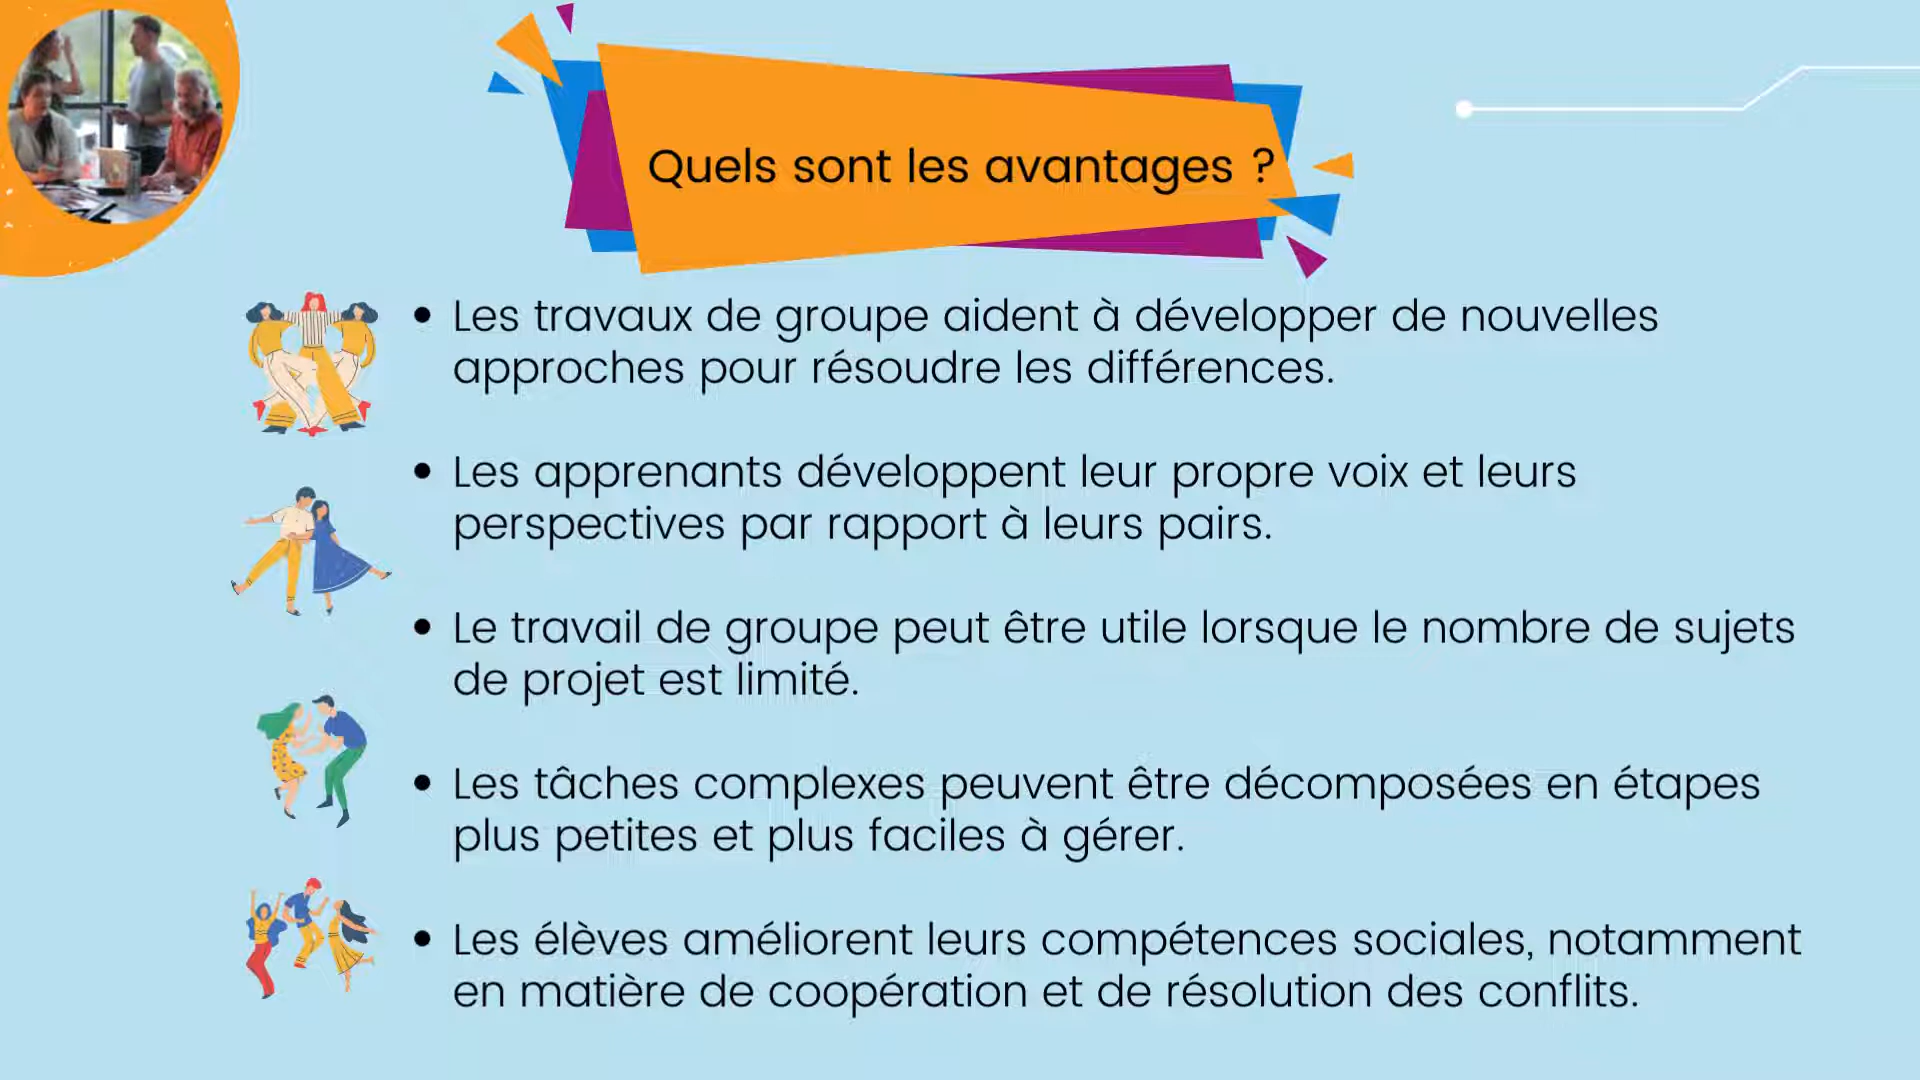 Quels sont les avantages ?
• Les travaux de groupe aident à développer de nouvelles
approches pour résoudre les différences.
• Les apprenants développent leur propre voix et leurs
perspectives par rapport à leurs pairs.
• Le travail de groupe peut être utile lorsque le nombre de sujets
de projet est limité.
• Les tâches complexes peuvent être décomposées en étapes
plus petites et plus faciles à gérer.
• Les élèves améliorent leurs compétences sociales, notamment
en matière de coopération et de résolution des conflits.